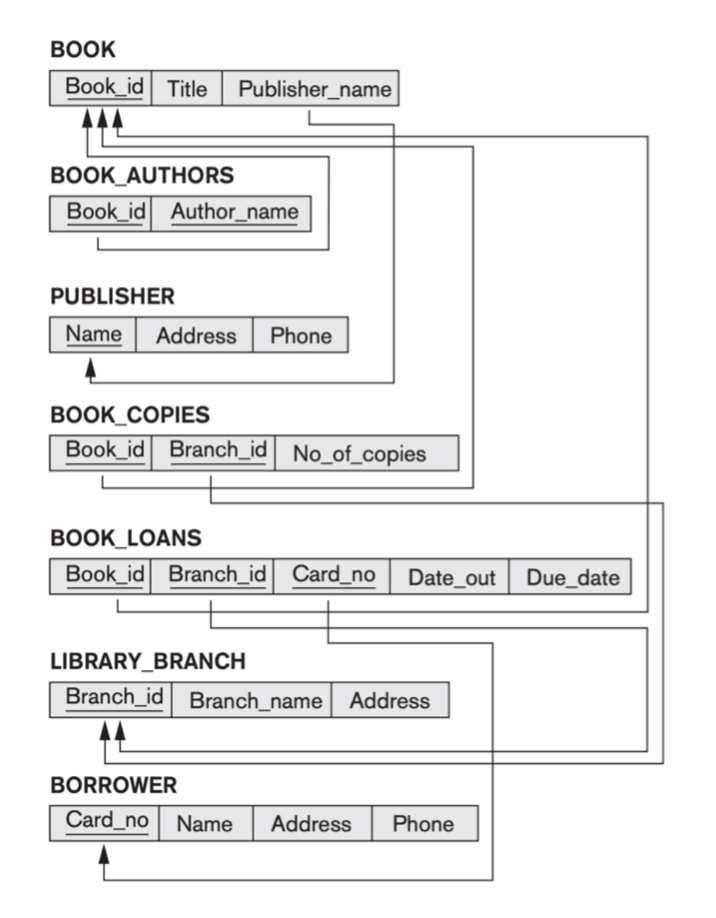 BOOK
Book_id Title Publisher_name
BOOK_AUTHORS
Book_id Author_name
PUBLISHER
Name Address Phone
BOOK_COPIES
Book_id Branch_id No_of_copies
BOOK_LOANS
Book_id Branch_id Card_no Date_out Due_date
LIBRARY_BRANCH
Branch_id Branch_name Address
BORROWER
Card_no Name Address Phone